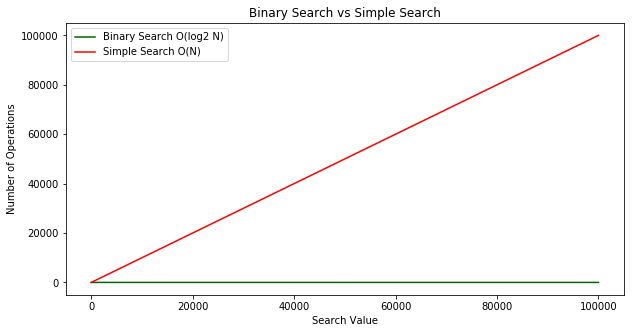 Binary Search vs Simple Search
Binary Search O(log2 N)
Simple Search O(N)
100000
80000
60000
40000
20000
0
Number of Operations
0 20000 40000 60000 80000 100000
Search Value